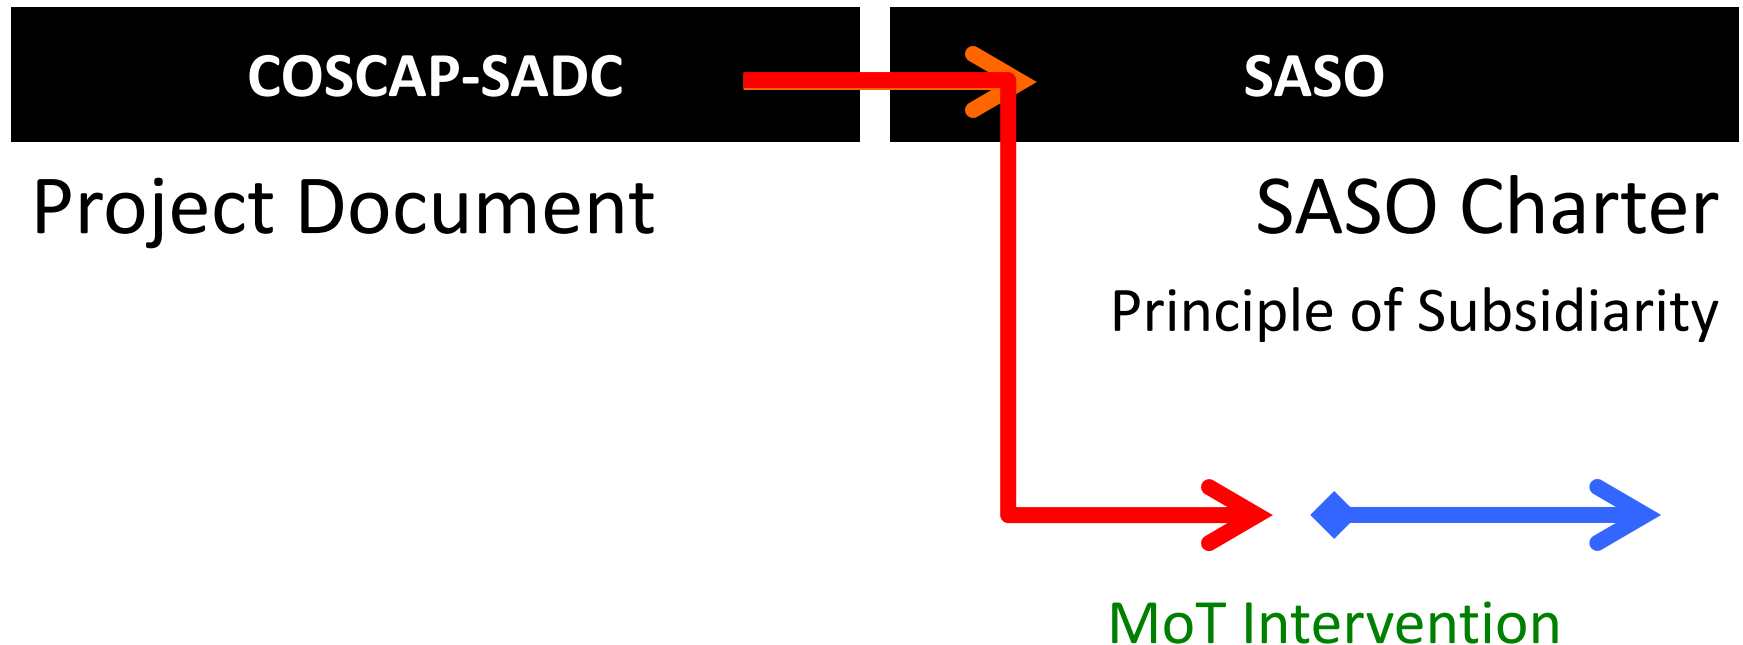 COSCAP-SADC
SASO
Project Document
SASO Charter
Principle of Subsidiarity
MoT Intervention